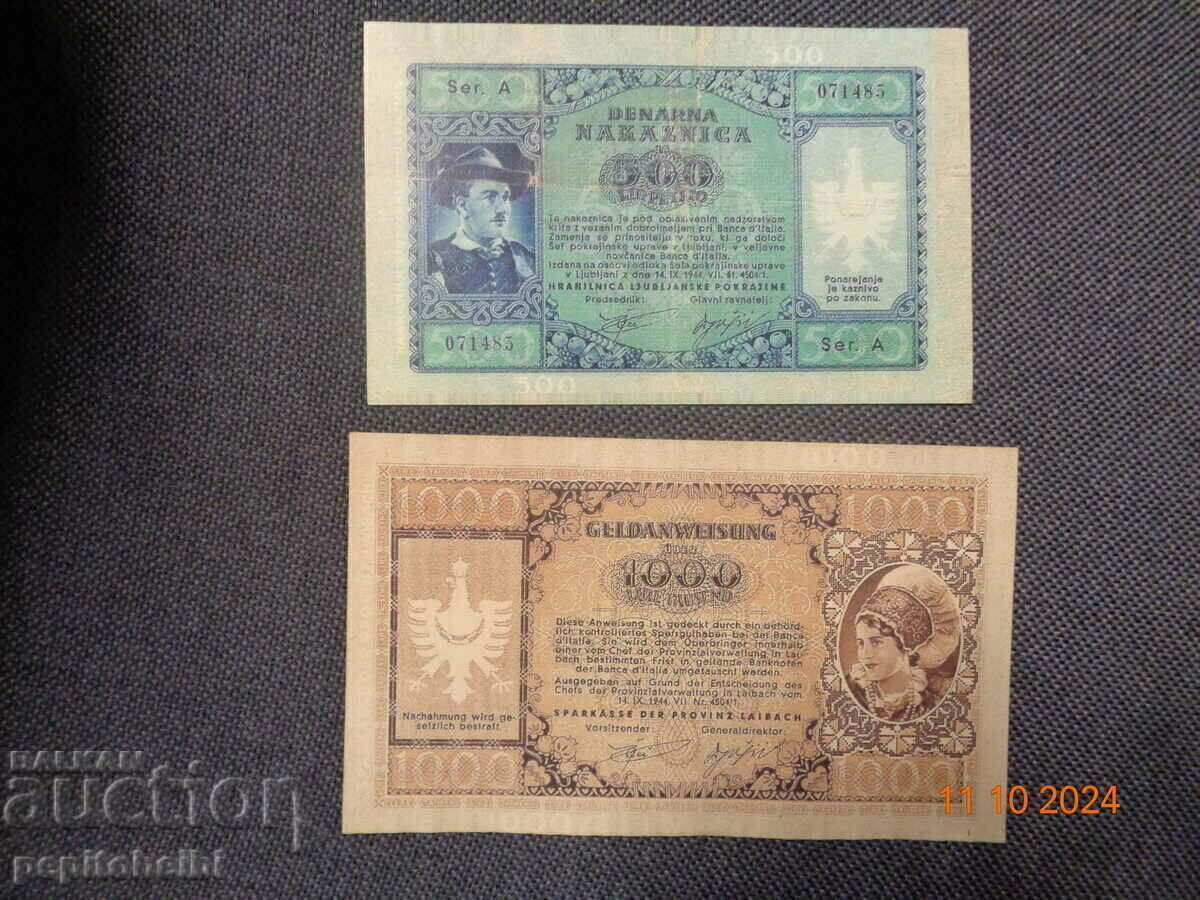 500
Ser. A
071485
DENARNA
NAKAZNICA
500
Ta nakaznica je pod oblastvenim nadzorstvom
krita z vezanim dobroimetjem pri Banca d'Italia.
Zamenja se prinositelju v roku, ki ga določi
Šef pokrajinske uprave v Ljubljani, v veljavne
novčanice Banca d'Italia.
Izdana na osnovi odloka Šefa pokrajinske uprave
v Ljubljani z dne 14. IX. 1944, VII. št. 4504/1.
HRANILNICA LJUBLJANSKE POKRAJINE
Predsednik: Glavni ravnatelj:
Ponarejanje
je kaznivo
po zakonu.
071485
500
Ser. A
500
500
1000
1000
GELDANWEISUNG
über
1000
LIRE TAUSEND
Diese Anweisung ist gedeckt durch ein behörd-
lich kontrolliertes Sperrguthaben bei der Banca
d'Italia. Sie wird dem Überbringer innerhalb
einer vom Chef der Provinzialverwaltung in Lai-
bach bestimmten Frist in geltende Banknoten
der Banca d'Italia umgetauscht werden.
Ausgegeben auf Grund der Entscheidung des
Chefs der Provinzialverwaltung in Laibach vom
14. IX. 1944, VII. Nr. 4504/1.
SPARKASSE DER PROVINZ LAIBACH
Vorsitzender Generaldirektor:
Nachahmung wird ge-
setzlich bestraft.
1000
1000
BALKAN
auction
pepitohelbi
11 10 2024